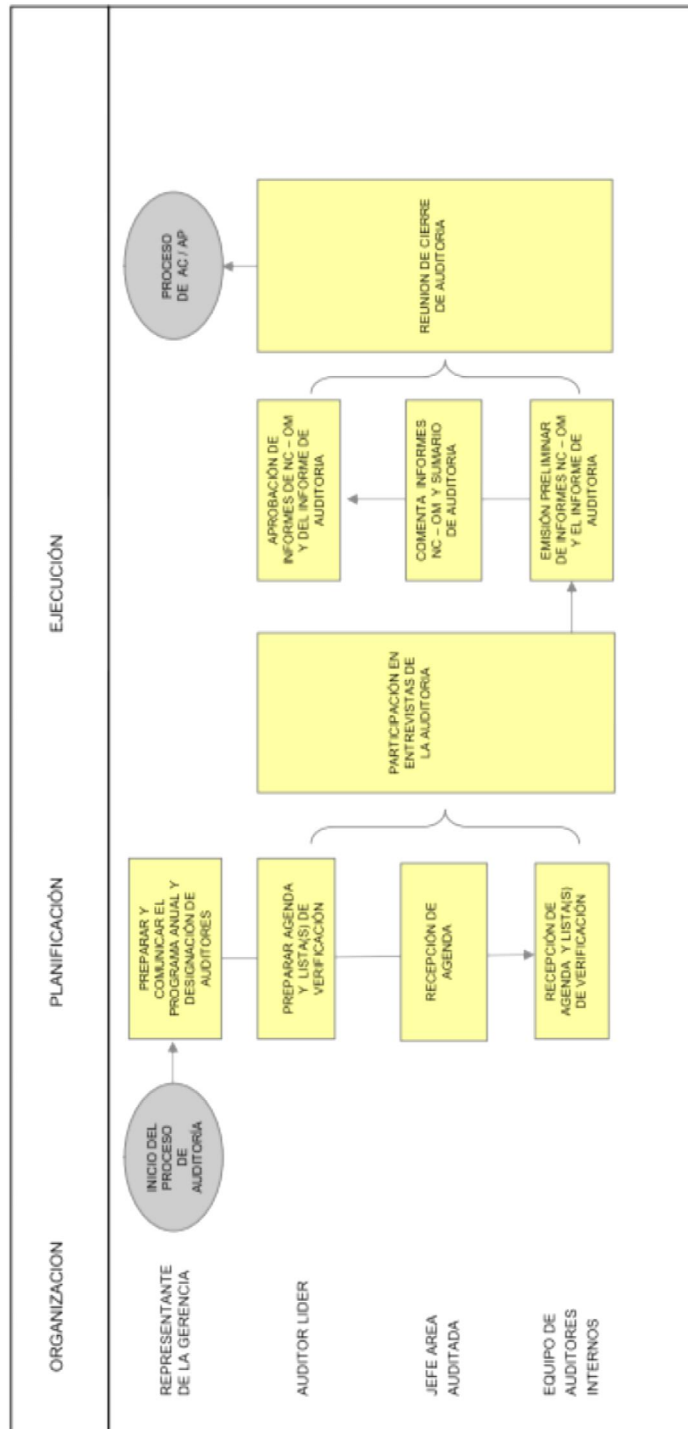 ORGANIZACION
PLANIFICACIÓN
EJECUCIÓN
REPRESENTANTE
DE LA GERENCIA
INICIO DEL
PROCESO
DE
AUDITORÍA
PREPARAR Y
COMUNICAR EL
PROGRAMA ANUAL Y
DESIGNACIÓN DE
AUDITORES
PROCESO
DE AC / AP
AUDITOR LIDER
PREPARAR AGENDA
Y LISTA(S) DE
VERIFICACIÓN
PARTICIPACIÓN EN
ENTREVISTAS DE
LA AUDITORIA
APROBACIÓN DE
INFORMES DE NC – OM
Y DEL INFORME DE
AUDITORIA
REUNION DE CIERRE
DE AUDITORIA
JEFE AREA
AUDITADA
RECEPCIÓN DE
AGENDA
COMENTA INFORMES
NC – OM Y SUMARIO
DE AUDITORIA
EQUIPO DE
AUDITORES
INTERNOS
RECEPCIÓN DE
AGENDA Y LISTA(S)
DE VERIFICACIÓN
EMISIÓN PRELIMINAR
DE INFORMES NC – OM
Y EL INFORME DE
AUDITORIA